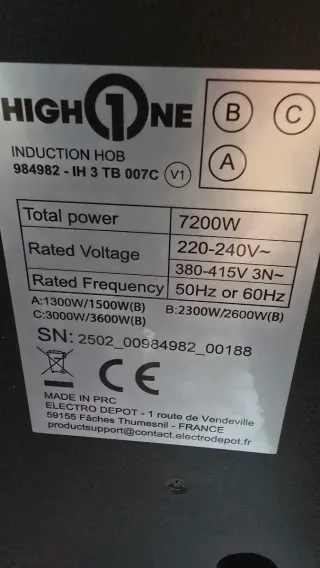 HIGH ONE
B C
A
INDUCTION HOB
984982 - IH 3 TB 007C V1
Total power 7200W
Rated Voltage 220-240V~
380-415V 3N~
Rated Frequency 50Hz or 60Hz
A:1300W/1500W(B) B:2300W/2600W(B)
C:3000W/3600W(B)
SN: 2502_00984982_00188
CE
MADE IN PRC
ELECTRO DEPOT - 1 route de Vendeville
59155 Fâches Thumesnil - FRANCE
productsupport@contact.electrodepot.fr